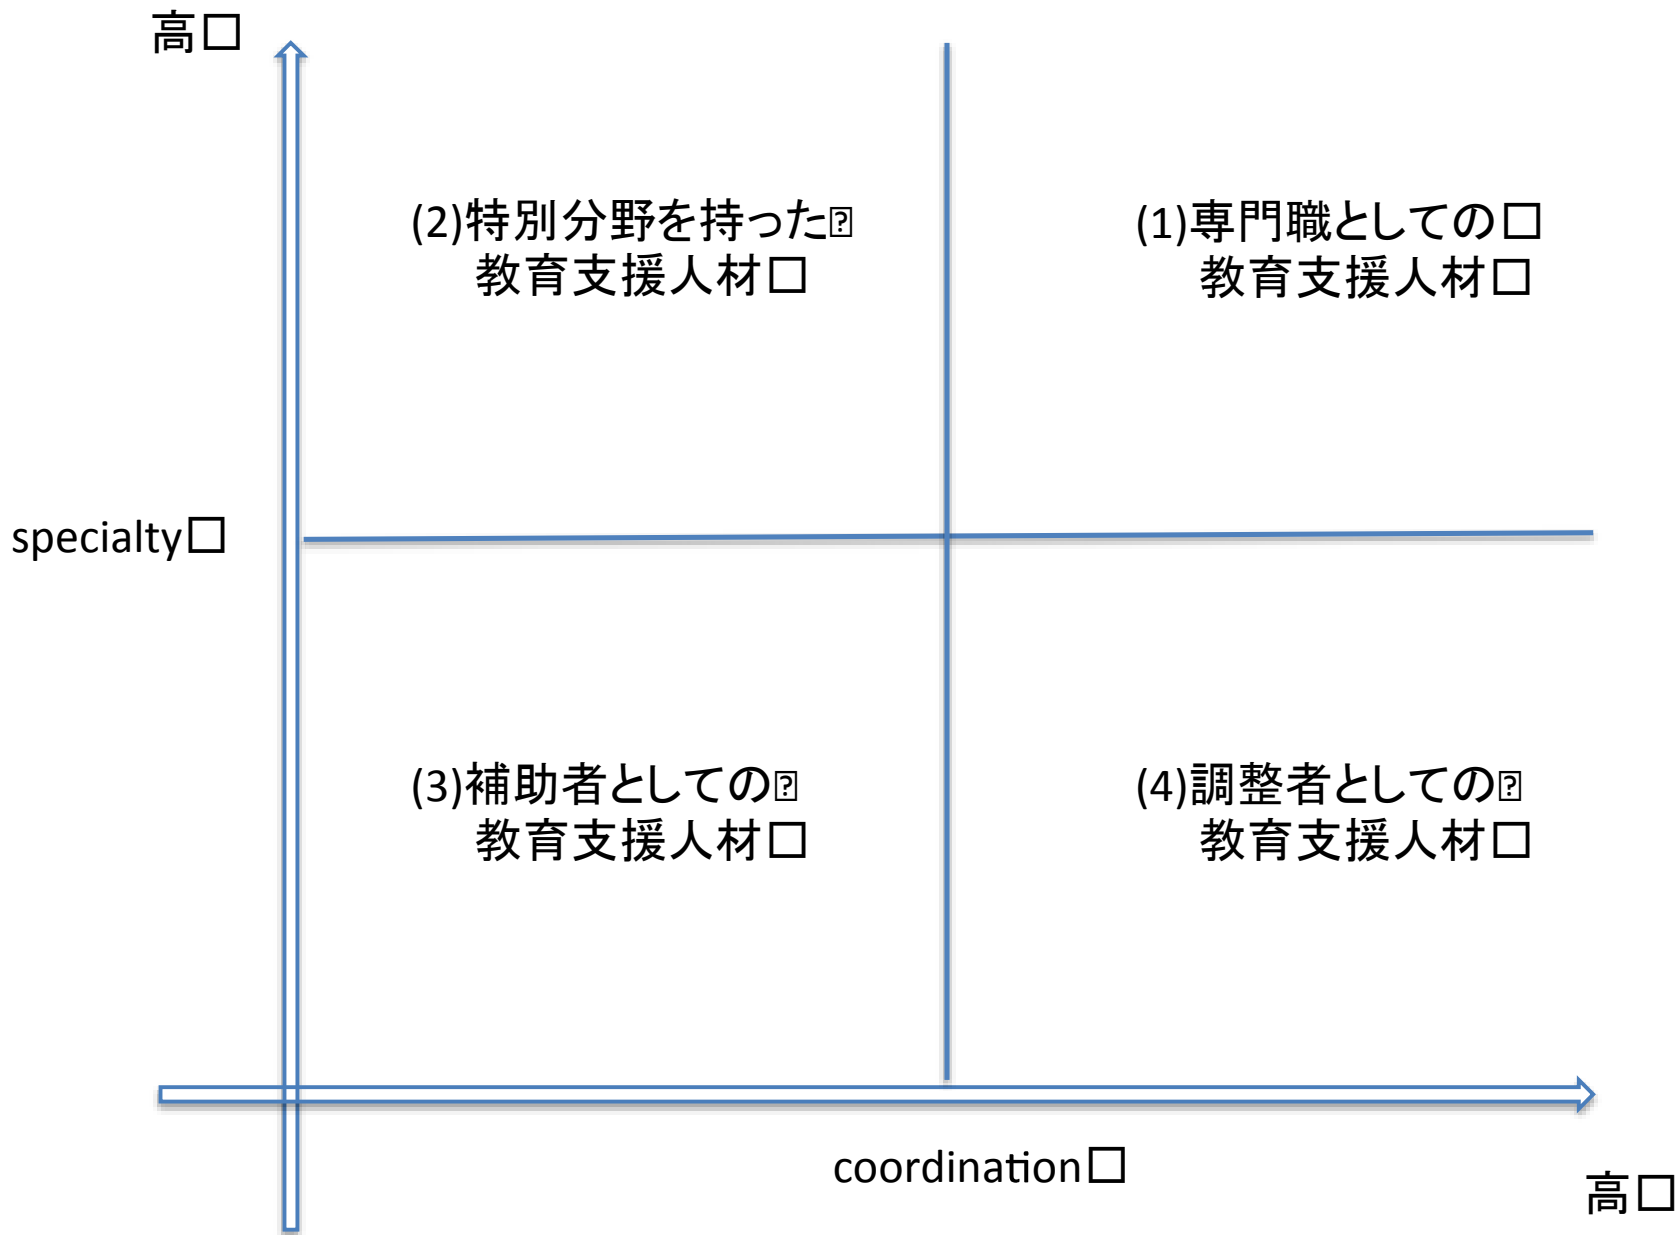 高□
(2)特別分野を持った⍰
教育支援人材□
(1)専門職としての□
教育支援人材□
specialty□
(3)補助者としての⍰
教育支援人材□
(4)調整者としての⍰
教育支援人材□
coordination□
高□